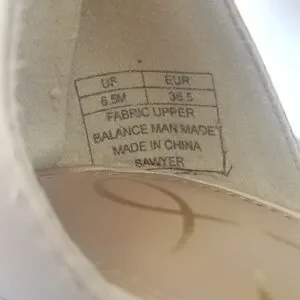 US EUR
6.5M 36.5
FABRIC UPPER
BALANCE MAN MADE
MADE IN CHINA
SAWYER